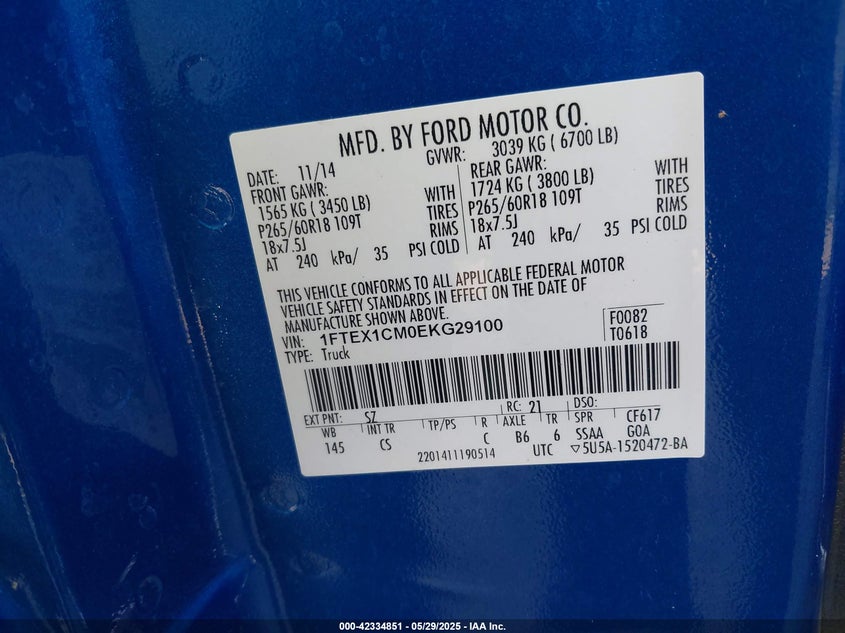 MFD. BY FORD MOTOR CO.
DATE: 11/14 GVWR: 3039 KG ( 6700 LB)
FRONT GAWR: REAR GAWR:
1565 KG ( 3450 LB) WITH 1724 KG ( 3800 LB) WITH
P265/60R18 109T TIRES P265/60R18 109T TIRES
18x7.5J RIMS 18x7.5J RIMS
AT 240 kPa/ 35 PSI COLD AT 240 kPa/ 35 PSI COLD
THIS VEHICLE CONFORMS TO ALL APPLICABLE FEDERAL MOTOR
VEHICLE SAFETY STANDARDS IN EFFECT ON THE DATE OF
MANUFACTURE SHOWN ABOVE.
VIN: 1FTEX1CM0EKG29100 F0082
TYPE: Truck T0618
EXT PNT: SZ RC: 21 DSO:
WB INT TR TP/PS R AXLE TR SPR CF617
145 CS C B6 6 SSAA GOA
2201411190514 UTC ▽5U5A-1520472-BA
000-42334851 — 05/29/2025 — IAA Inc.